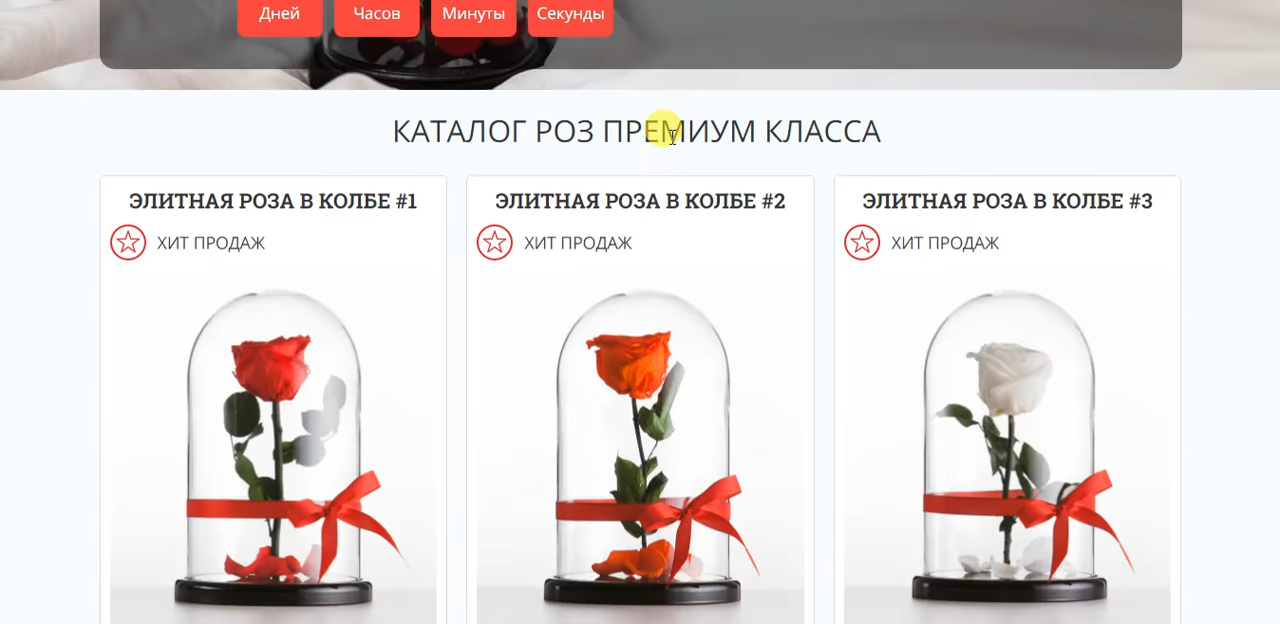 Дней Часов Минуты Секунды
КАТАЛОГ РОЗ ПРЕМИУМ КЛАССА
ЭЛИТНАЯ РОЗА В КОЛБЕ #1
ХИТ ПРОДАЖ
ЭЛИТНАЯ РОЗА В КОЛБЕ #2
ХИТ ПРОДАЖ
ЭЛИТНАЯ РОЗА В КОЛБЕ #3
ХИТ ПРОДАЖ